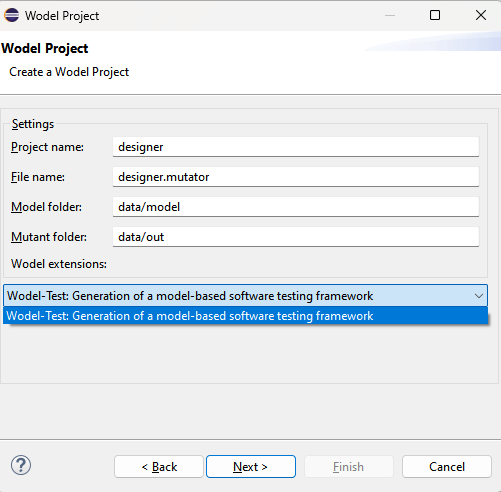 Wodel Project
Wodel Project
Create a Wodel Project
Settings
Project name: designer
File name: designer.mutator
Model folder: data/model
Mutant folder: data/out
Wodel extensions:
Wodel-Test: Generation of a model-based software testing framework
Wodel-Test: Generation of a model-based software testing framework
? < Back Next > Finish Cancel